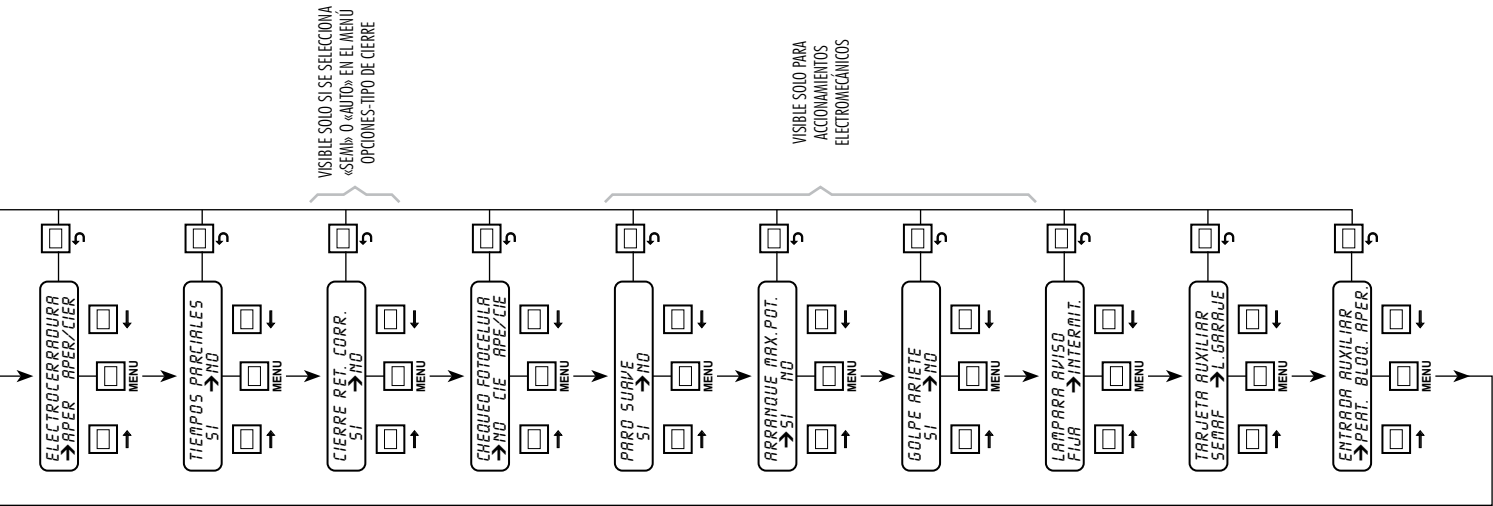 VISIBLE SOLO SI SE SELECCIONA
«SEMI» O «AUTO» EN EL MENÚ
OPCIONES-TIPO DE CIERRE
VISIBLE SOLO PARA
ACCIONAMIENTOS
ELECTROMECÁNICOS
ELECTROCERRADURA
→APER APER/CIER
MENU
TIEMPOS PARCIALES
SI →NO
MENU
CIERRE RET. CORR.
SI →NO
MENU
CHEQUEO FOTOCELULA
→NO CIE APE/CIE
MENU
PARO SUAVE
SI →NO
MENU
ARRANQUE MAX.POT.
→SI NO
MENU
GOLPE ARIETE
SI →NO
MENU
LAMPARA AVISO
FIJA →INTERMIT.
MENU
TARJETA AUXILIAR
SEMAF →L.GARAJE
MENU
ENTRADA AUXILIAR
→PEAT. BLOQ. APER.
MENU